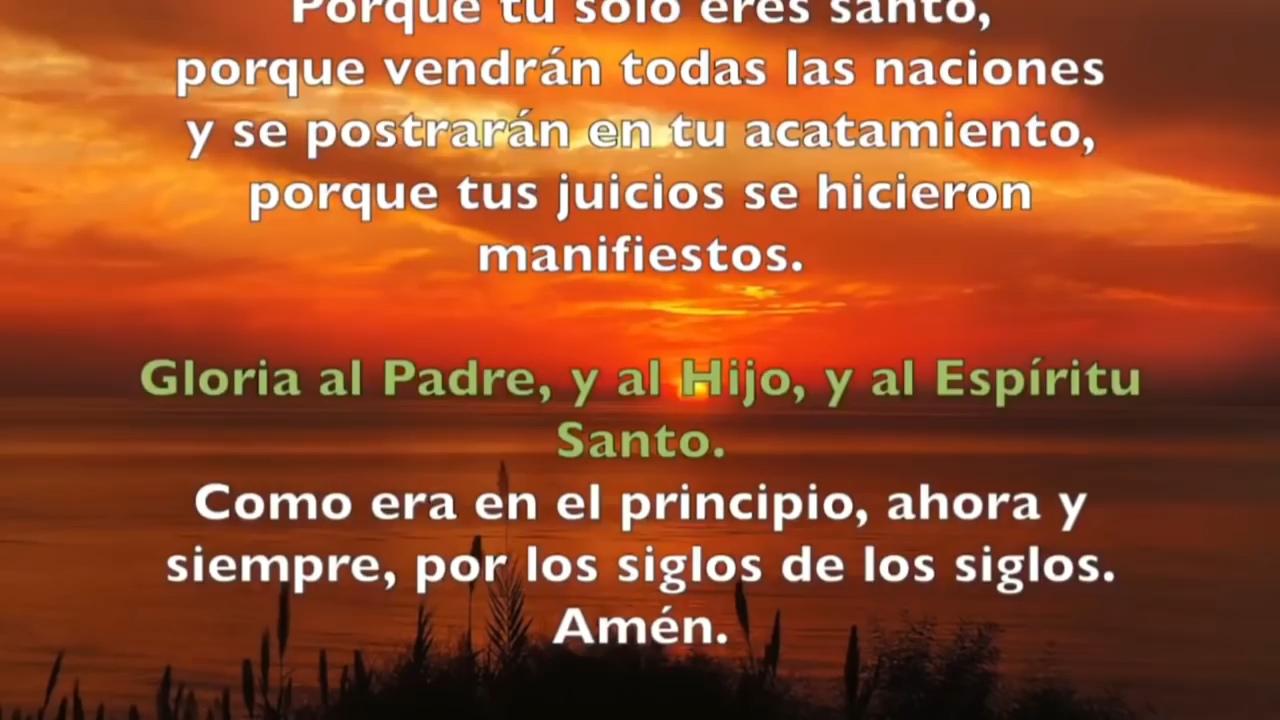 Porque tú solo eres santo,
porque vendrán todas las naciones
y se postrarán en tu acatamiento,
porque tus juicios se hicieron
manifiestos.
Gloria al Padre, y al Hijo, y al Espíritu
Santo.
Como era en el principio, ahora y
siempre, por los siglos de los siglos.
Amén.